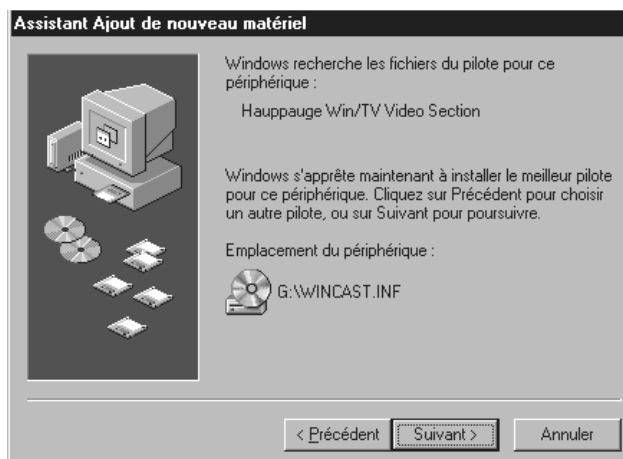 Assistant Ajout de nouveau matériel
Windows recherche les fichiers du pilote pour ce
périphérique :
Hauppauge Win/TV Video Section
Windows s'apprête maintenant à installer le meilleur pilote
pour ce périphérique. Cliquez sur Précédent pour choisir
un autre pilote, ou sur Suivant pour poursuivre.
Emplacement du périphérique :
G:\WINCAST.INF
< Précédent
Suivant >
Annuler